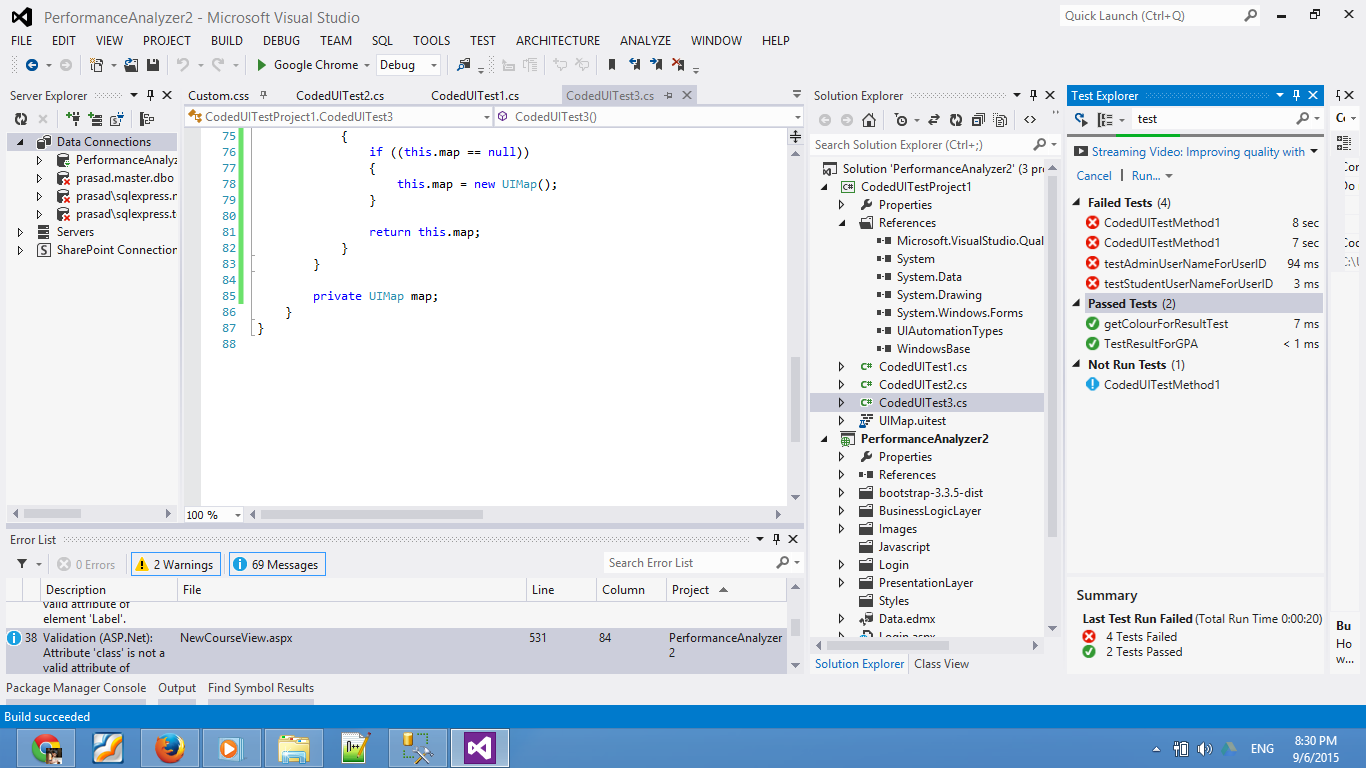 PerformanceAnalyzer2 - Microsoft Visual Studio
Quick Launch (Ctrl+Q)
FILE EDIT VIEW PROJECT BUILD DEBUG TEAM SQL TOOLS TEST ARCHITECTURE ANALYZE WINDOW HELP
Google Chrome Debug
Server Explorer
Data Connections
PerformanceAnalyz
prasad.master.dbo
prasad\sqlexpress.n
prasad\sqlexpress.t
Servers
SharePoint Connection
Custom.css CodedUITest2.cs CodedUITest1.cs CodedUITest3.cs
CodedUITestProject1.CodedUITest3 CodedUITest3()
75 {
76 if ((this.map == null))
77 {
78 this.map = new UIMap();
79 }
80
81 return this.map;
82 }
83 }
84
85 private UIMap map;
86 }
87 }
88
100 %
Error List
0 Errors 2 Warnings 69 Messages
Search Error List
Description File Line Column Project
valid attribute of
element 'Label'.
38 Validation (ASP.Net): NewCourseView.aspx 531 84 PerformanceAnalyzer
Attribute 'class' is not a 2
valid attribute of
Package Manager Console Output Find Symbol Results
Build succeeded
Solution Explorer
Search Solution Explorer (Ctrl+;)
Solution 'PerformanceAnalyzer2' (3 pr
CodedUITestProject1
Properties
References
Microsoft.VisualStudio.Qual
System
System.Data
System.Drawing
System.Windows.Forms
UIAutomationTypes
WindowsBase
C# CodedUITest1.cs
C# CodedUITest2.cs
C# CodedUITest3.cs
UIMap.uitest
PerformanceAnalyzer2
Properties
References
bootstrap-3.3.5-dist
BusinessLogicLayer
Images
Javascript
Login
PresentationLayer
Styles
Data.edmx
Login.aspx
Solution Explorer Class View
Test Explorer
test
Streaming Video: Improving quality with
Cancel | Run...
Failed Tests (4)
CodedUITestMethod1 8 sec
CodedUITestMethod1 7 sec
testAdminUserNameForUserID 94 ms
testStudentUserNameForUserID 3 ms
Passed Tests (2)
getColourForResultTest 7 ms
TestResultForGPA < 1 ms
Not Run Tests (1)
CodedUITestMethod1
Summary
Last Test Run Failed (Total Run Time 0:00:20)
4 Tests Failed
2 Tests Passed
Bu
Ho
w...
ENG
8:30 PM
9/6/2015